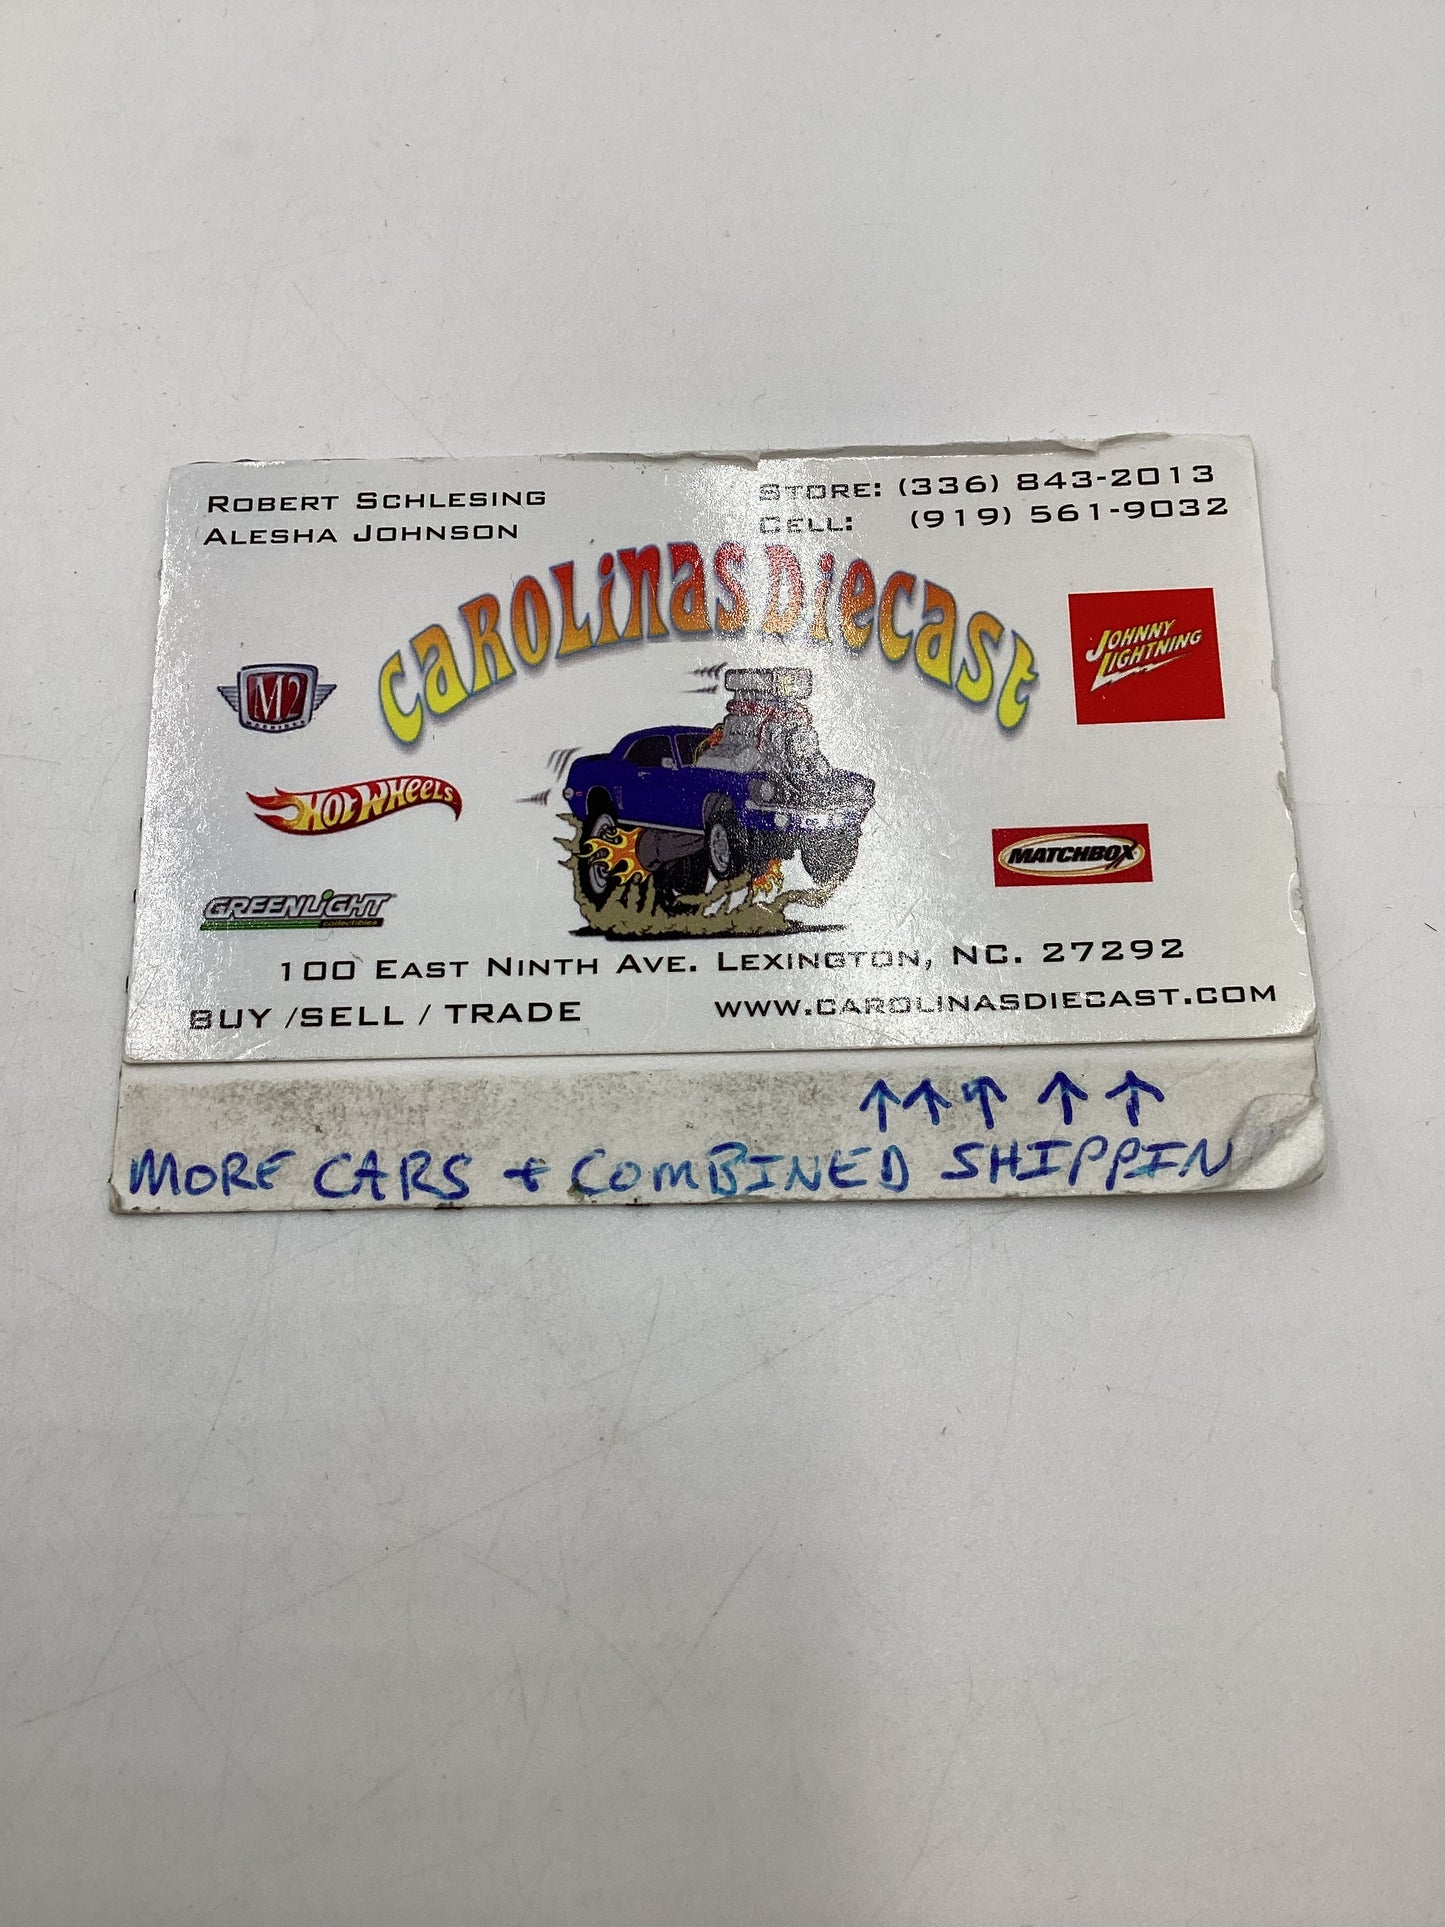 ROBERT SCHLESING
ALESHA JOHNSON
STORE: (336) 843-2013
CELL: (919) 561-9032
CAROLINAS DIECAST
M2
MACHINES
HOT WHEELS
GREENLIGHT
collectibles
JOHNNY
LIGHTNING
MATCHBOX
100 EAST NINTH AVE. LEXINGTON, NC. 27292
BUY /SELL / TRADE
WWW.CAROLINASDIECAST.COM
↑↑↑↑↑
MORE CARS + COMBINED SHIPPIN